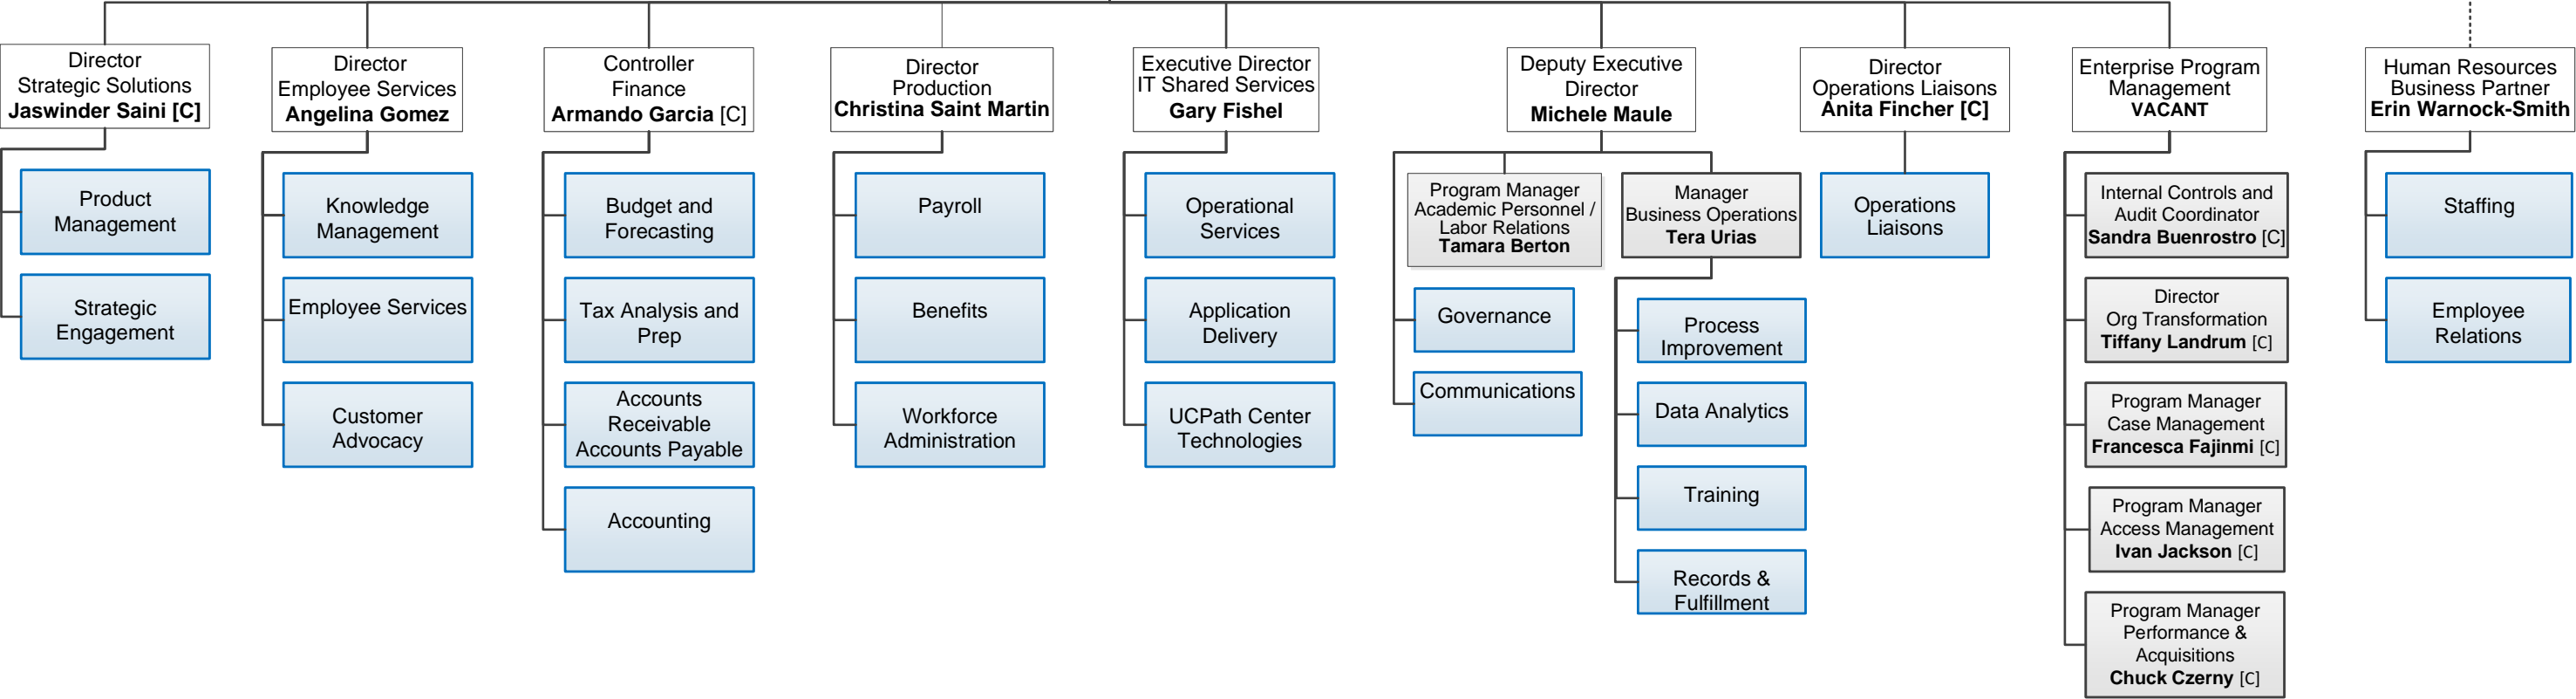 Director
Strategic Solutions
Jaswinder Saini [C]
Product
Management
Strategic
Engagement
Director
Employee Services
Angelina Gomez
Knowledge
Management
Employee Services
Customer
Advocacy
Controller
Finance
Armando Garcia [C]
Budget and
Forecasting
Tax Analysis and
Prep
Accounts
Receivable
Accounts Payable
Accounting
Director
Production
Christina Saint Martin
Payroll
Benefits
Workforce
Administration
Executive Director
IT Shared Services
Gary Fishel
Operational
Services
Application
Delivery
UCPath Center
Technologies
Deputy Executive
Director
Michele Maule
Program Manager
Academic Personnel /
Labor Relations
Tamara Berton
Governance
Communications
Manager
Business Operations
Tera Urias
Process
Improvement
Data Analytics
Training
Records &
Fulfillment
Director
Operations Liaisons
Anita Fincher [C]
Operations
Liaisons
Enterprise Program
Management
VACANT
Internal Controls and
Audit Coordinator
Sandra Buenrostro [C]
Director
Org Transformation
Tiffany Landrum [C]
Program Manager
Case Management
Francesca Fajinmi [C]
Program Manager
Access Management
Ivan Jackson [C]
Program Manager
Performance &
Acquisitions
Chuck Czerny [C]
Human Resources
Business Partner
Erin Warnock-Smith
Staffing
Employee
Relations